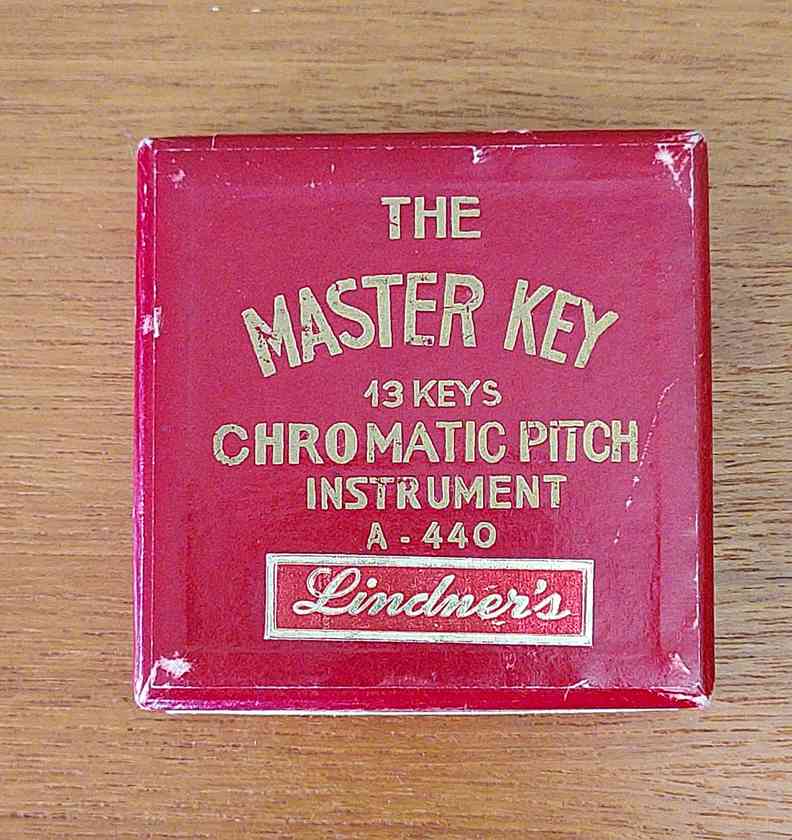 THE
MASTER KEY
13 KEYS
CHROMATIC PITCH
INSTRUMENT
A - 440
Lindner's